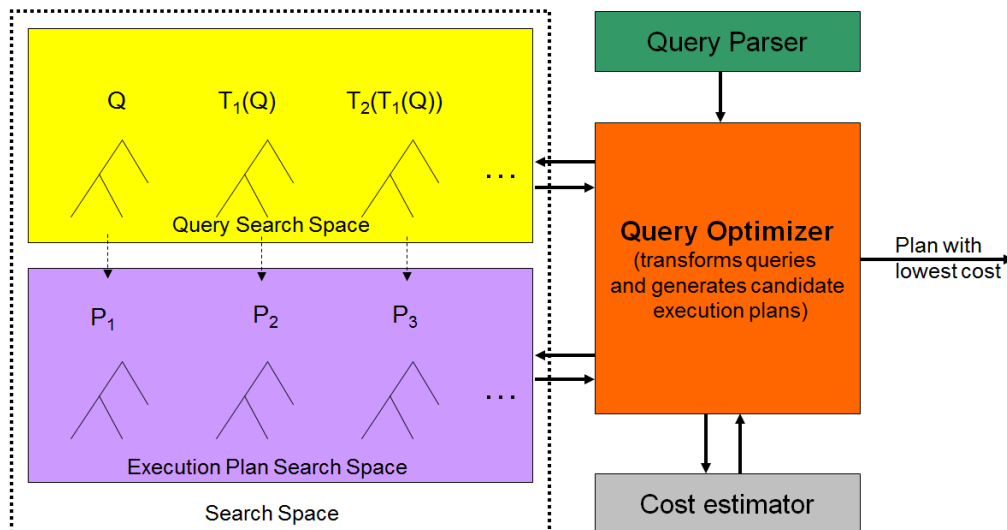 Query Parser
Q T₁(Q) T₂(T₁(Q))
...
Query Search Space
Query Optimizer
(transforms queries
and generates candidate
execution plans)
Plan with
lowest cost
P₁ P₂ P₃
...
Execution Plan Search Space
Search Space
Cost estimator